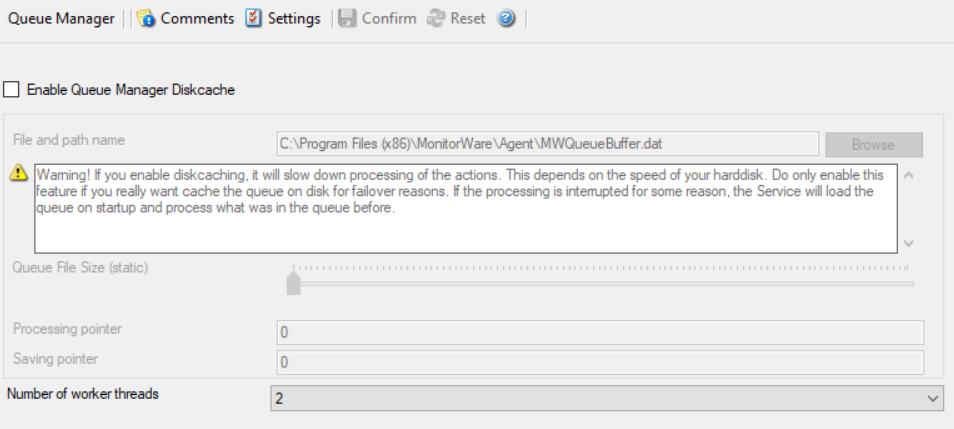 Queue Manager Comments Settings Confirm Reset
Enable Queue Manager Diskcache
File and path name C:\Program Files (x86)\MonitorWare\Agent\MWQueueBuffer.dat Browse
Warning! If you enable diskcaching, it will slow down processing of the actions. This depends on the speed of your harddisk. Do only enable this
feature if you really want cache the queue on disk for failover reasons. If the processing is interrupted for some reason, the Service will load the
queue on startup and process what was in the queue before.
Queue File Size (static)
Processing pointer 0
Saving pointer 0
Number of worker threads 2